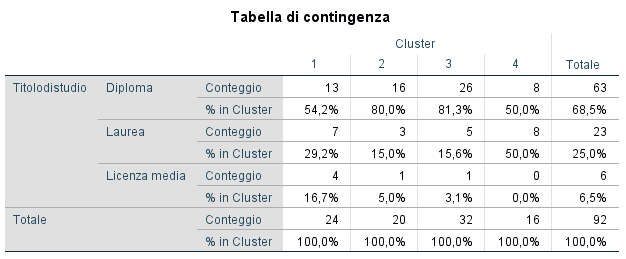 Tabella di contingenza
Cluster
1 2 3 4 Totale
Titolodistudio Diploma Conteggio 13 16 26 8 63
% in Cluster 54,2% 80,0% 81,3% 50,0% 68,5%
Laurea Conteggio 7 3 5 8 23
% in Cluster 29,2% 15,0% 15,6% 50,0% 25,0%
Licenza media Conteggio 4 1 1 0 6
% in Cluster 16,7% 5,0% 3,1% 0,0% 6,5%
Totale Conteggio 24 20 32 16 92
% in Cluster 100,0% 100,0% 100,0% 100,0% 100,0%